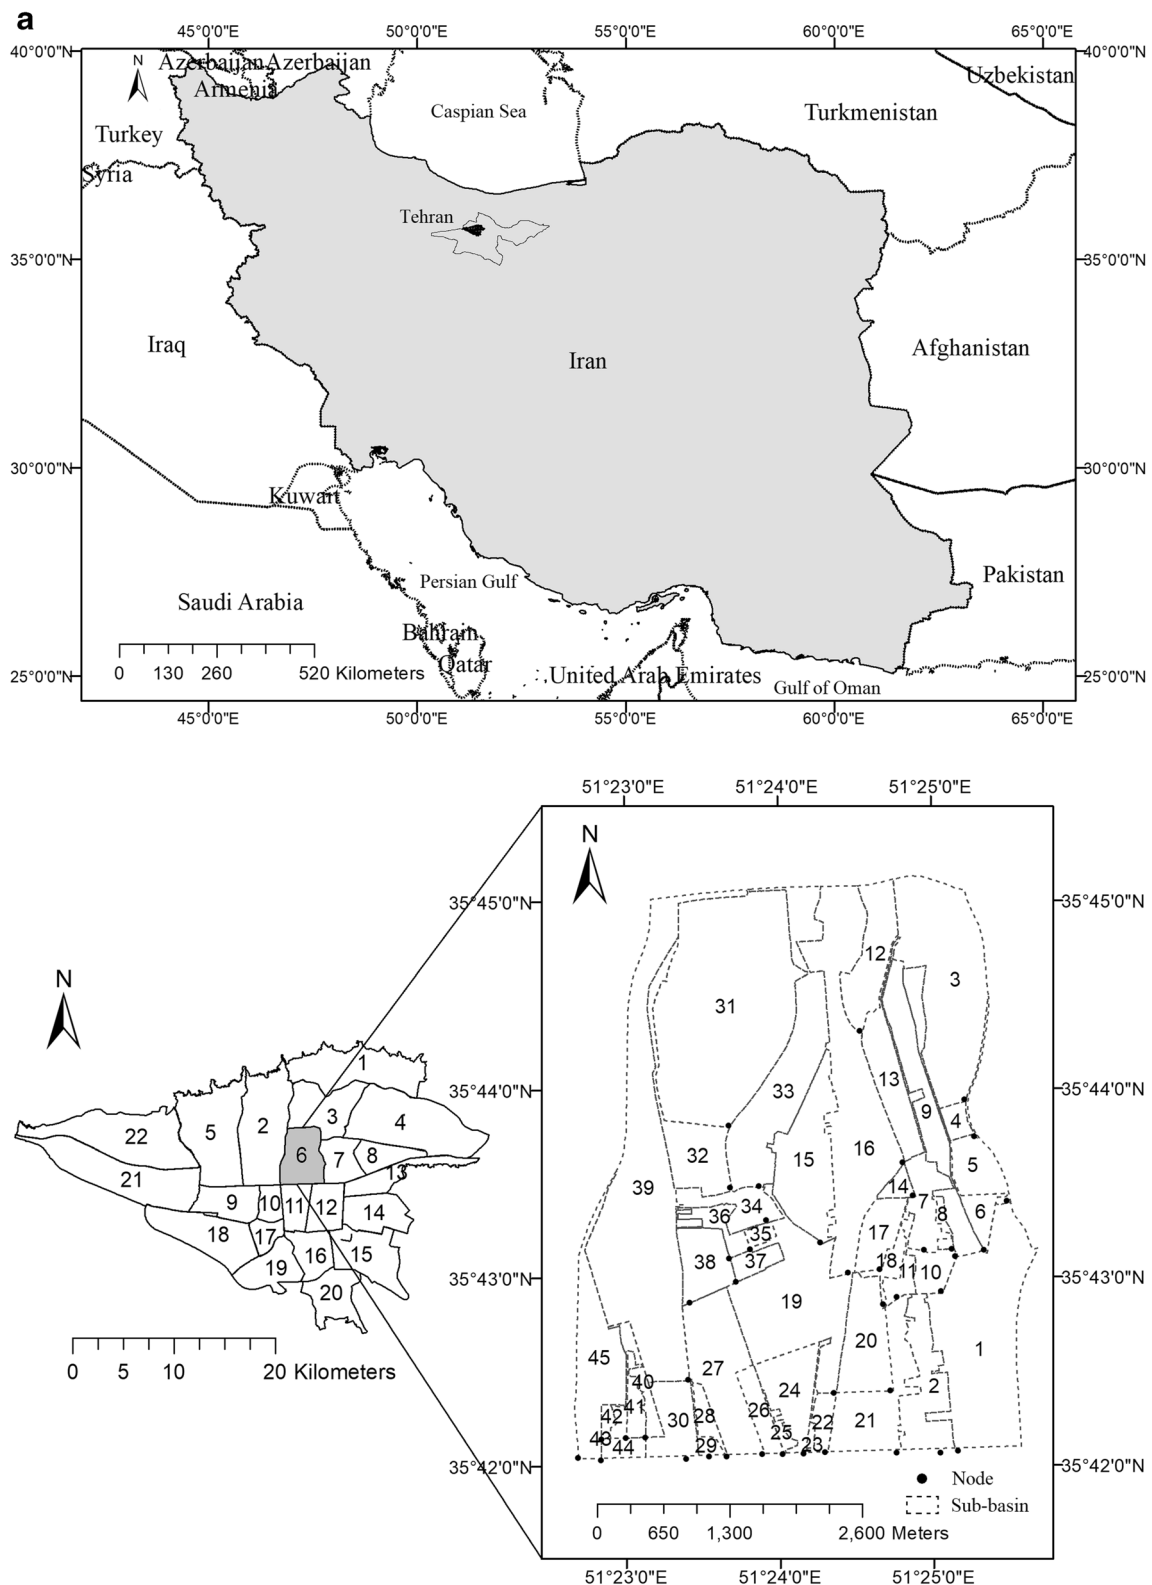 a
45°0'0"E 50°0'0"E 55°0'0"E 60°0'0"E 65°0'0"E
40°0'0"N 40°0'0"N
N
Azerbaijan Azerbaijan
Armenia
Uzbekistan
Caspian Sea
Turkmenistan
Turkey
Syria
Tehran
35°0'0"N 35°0'0"N
Iraq
Iran
Afghanistan
30°0'0"N 30°0'0"N
Kuwait
Persian Gulf
Pakistan
Saudi Arabia
Bahrain
Qatar
United Arab Emirates
Gulf of Oman
0 130 260 520 Kilometers
25°0'0"N 25°0'0"N
45°0'0"E 50°0'0"E 55°0'0"E 60°0'0"E 65°0'0"E
N
1
2
3
4
5
6
7
8
22
21
13
9
10
11
12
14
18
17
16
15
19
20
0 5 10 20 Kilometers
51°23'0"E 51°24'0"E 51°25'0"E
N
35°45'0"N 35°45'0"N
12
3
31
35°44'0"N 35°44'0"N
33
13
9
4
16
32
15
5
39
14
7
34
36
8
6
35
17
38
37
18
11
10
35°43'0"N 35°43'0"N
19
20
1
45
27
40
24
2
41
42
30
28
26
22
21
25
43
44
29
23
35°42'0"N 35°42'0"N
Node
Sub-basin
0 650 1,300 2,600 Meters
51°23'0"E 51°24'0"E 51°25'0"E